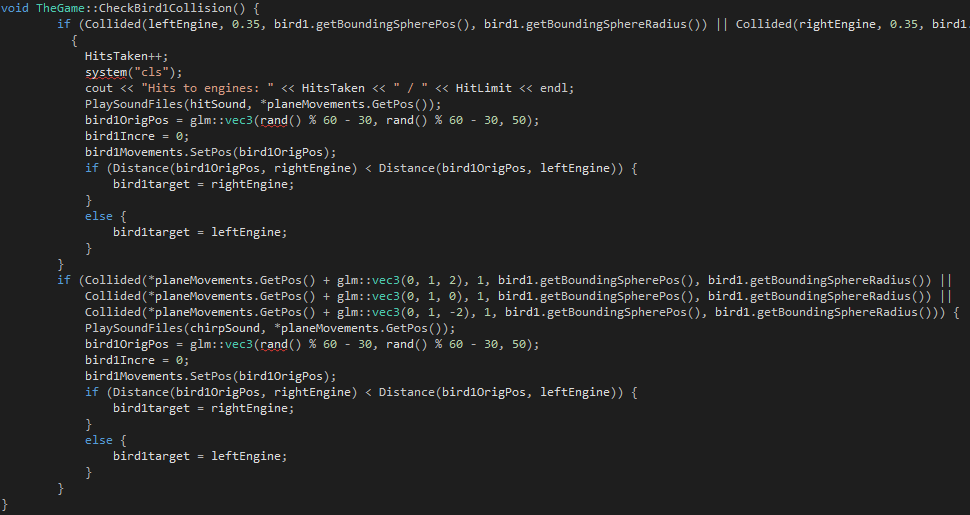 void TheGame::CheckBird1Collision() {
if (Collided(leftEngine, 0.35, bird1.getBoundingSpherePos(), bird1.getBoundingSphereRadius()) || Collided(rightEngine, 0.35, bird1.
{
HitsTaken++;
system("cls");
cout << "Hits to engines: " << HitsTaken << " / " << HitLimit << endl;
PlaySoundFiles(hitSound, *planeMovements.GetPos());
bird1OrigPos = glm::vec3(rand() % 60 - 30, rand() % 60 - 30, 50);
bird1Incre = 0;
bird1Movements.SetPos(bird1OrigPos);
if (Distance(bird1OrigPos, rightEngine) < Distance(bird1OrigPos, leftEngine)) {
bird1target = rightEngine;
}
else {
bird1target = leftEngine;
}
}
if (Collided(*planeMovements.GetPos() + glm::vec3(0, 1, 2), 1, bird1.getBoundingSpherePos(), bird1.getBoundingSphereRadius()) ||
Collided(*planeMovements.GetPos() + glm::vec3(0, 1, 0), 1, bird1.getBoundingSpherePos(), bird1.getBoundingSphereRadius()) ||
Collided(*planeMovements.GetPos() + glm::vec3(0, 1, -2), 1, bird1.getBoundingSpherePos(), bird1.getBoundingSphereRadius())) {
PlaySoundFiles(chirpSound, *planeMovements.GetPos());
bird1OrigPos = glm::vec3(rand() % 60 - 30, rand() % 60 - 30, 50);
bird1Incre = 0;
bird1Movements.SetPos(bird1OrigPos);
if (Distance(bird1OrigPos, rightEngine) < Distance(bird1OrigPos, leftEngine)) {
bird1target = rightEngine;
}
else {
bird1target = leftEngine;
}
}
}